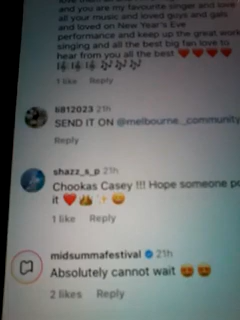 and you are my favourite singer and love
all your music and loved guys and gals
and loved on New Year's Eve
performance and keep up the great work
singing and all the best big fan love to
hear from you all the best ❤️❤️❤️❤️
🎼🎼🎼🎶🎶🎶
1 like Reply
li812023 21h
SEND IT ON @melbourne_community
Reply
shazz_s_p 21h
Chookas Casey !!! Hope someone
it ❤️👍✨😍
1 like Reply
midsummafestival 21h
Absolutely cannot wait 😍😍
2 likes Reply